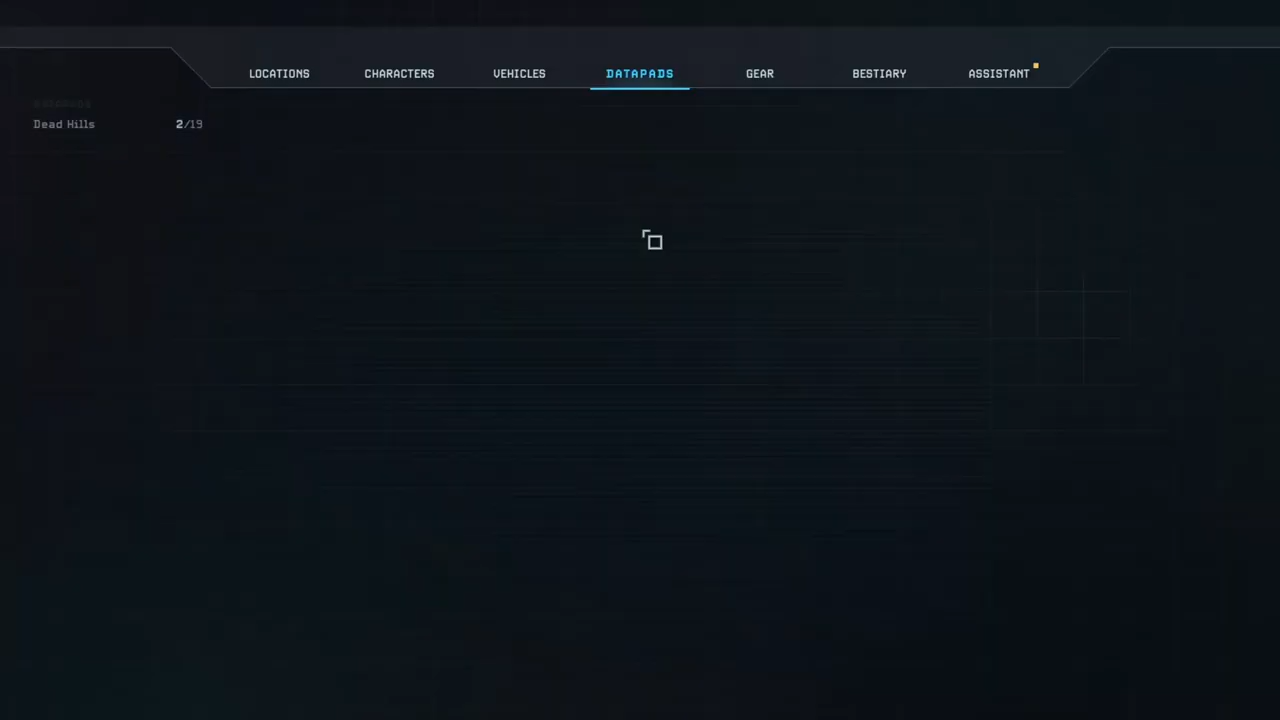 LOCATIONS CHARACTERS VEHICLES DATAPADS GEAR BESTIARY ASSISTANT
Dead Hills 2/19